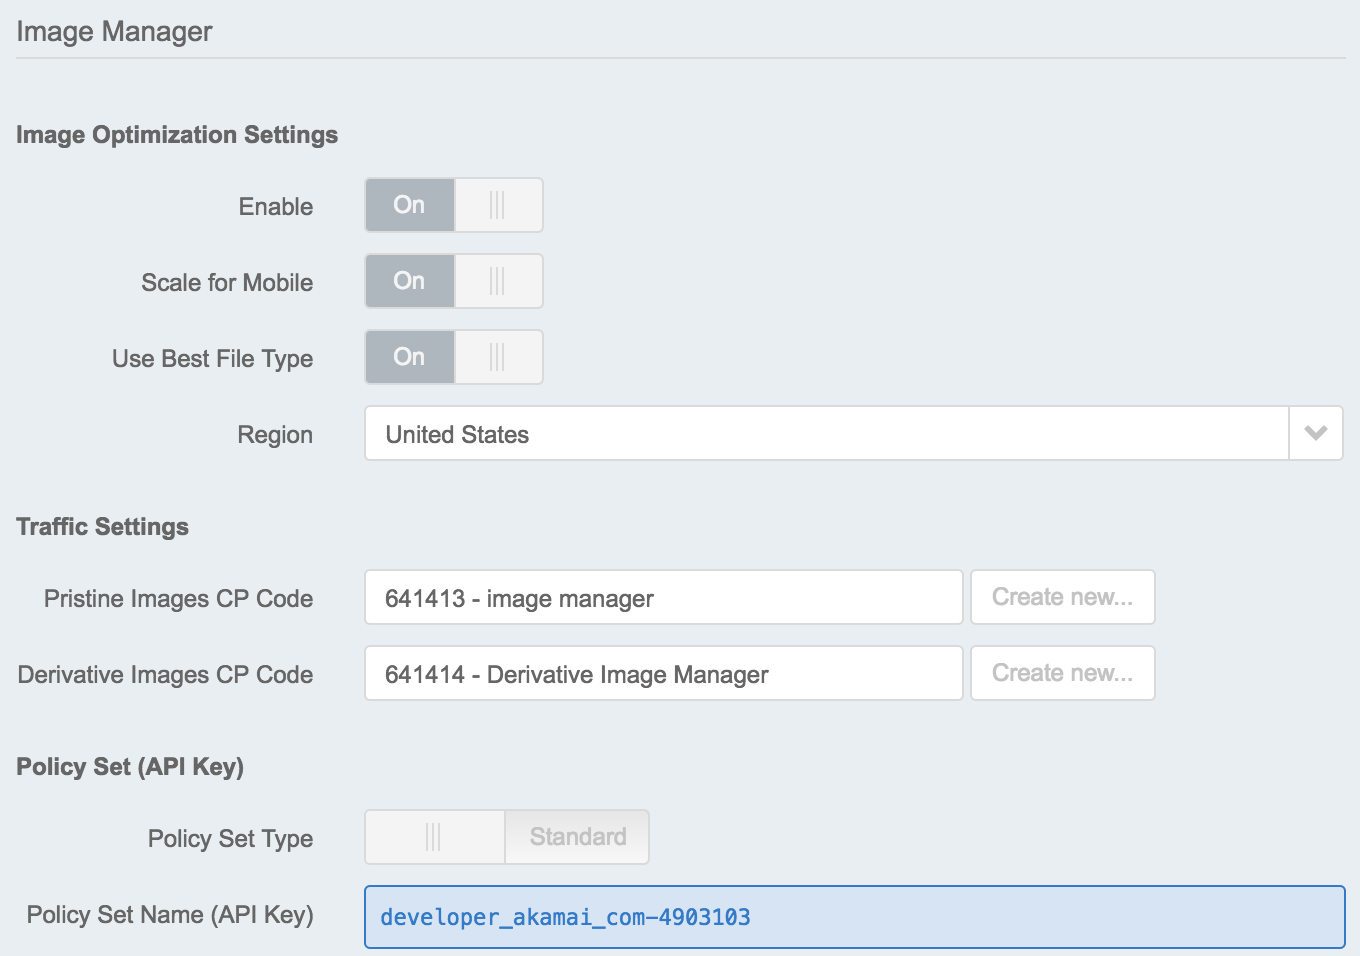 Image Manager
Image Optimization Settings
Enable On
Scale for Mobile On
Use Best File Type On
Region United States
Traffic Settings
Pristine Images CP Code 641413 - image manager Create new...
Derivative Images CP Code 641414 - Derivative Image Manager Create new...
Policy Set (API Key)
Policy Set Type Standard
Policy Set Name (API Key) developer_akamai_com-4903103